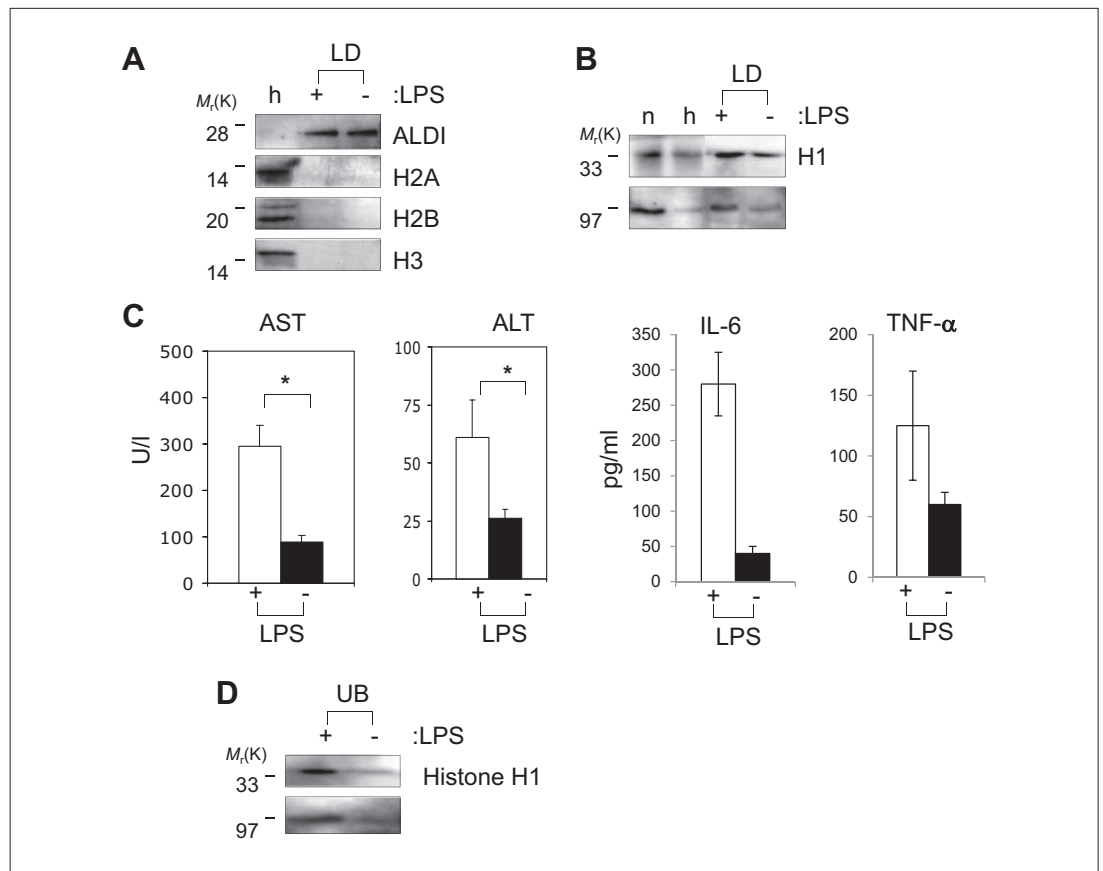 A
LD
h + - :LPS
Mr(K)
28 ALDI
14 H2A
20 H2B
14 H3
B
LD
n h + - :LPS
Mr(K)
33 H1
97
C
AST
500
400
300
200
100
0
U/l
*
+ -
LPS
ALT
100
75
50
25
0
*
+ -
LPS
IL-6
350
300
250
200
150
100
50
0
pg/ml
+ -
LPS
TNF-α
200
150
100
50
0
+ -
LPS
D
UB
+ - :LPS
Mr(K)
33 Histone H1
97